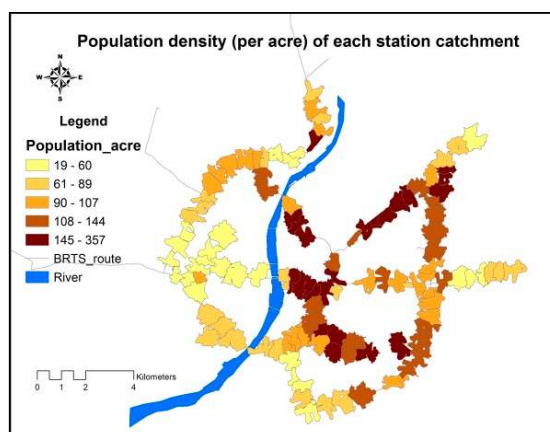 Population density (per acre) of each station catchment
N
W E
S
Legend
Population_acre
19 - 60
61 - 89
90 - 107
108 - 144
145 - 357
BRTS_route
River
0 1 2 4
Kilometers